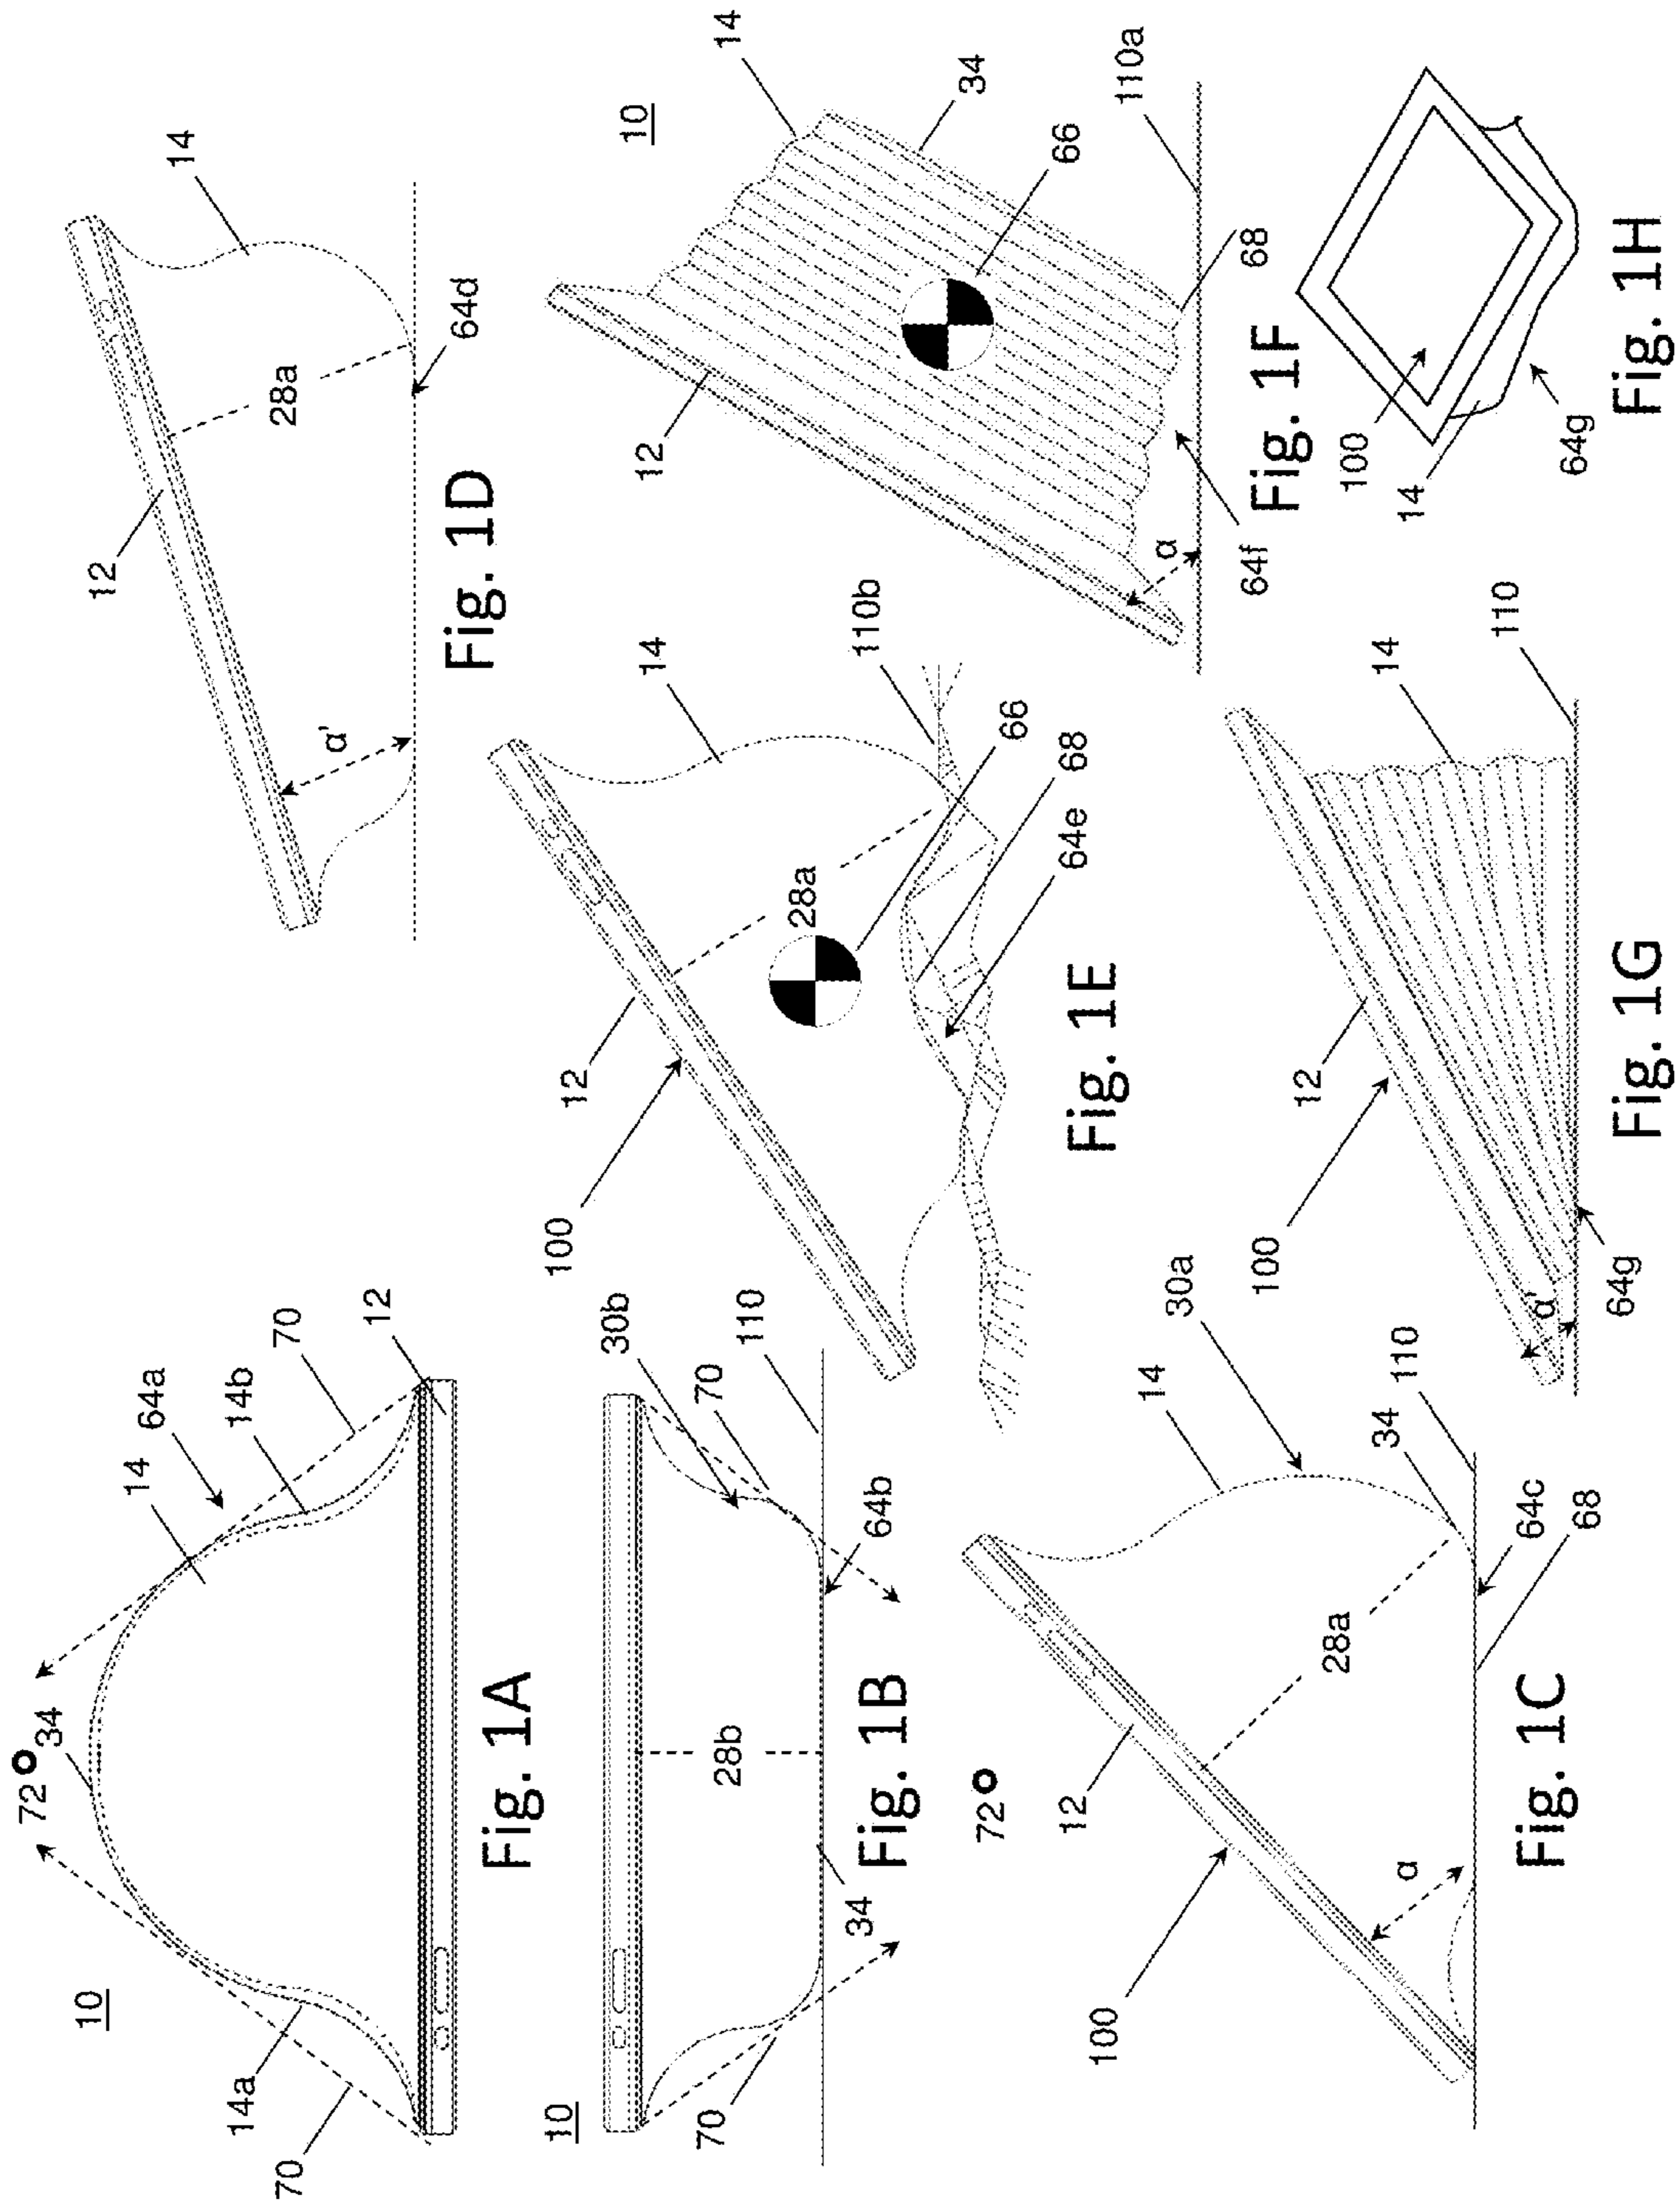 10
72°
34
14
64a
14b
70
70
14a
12
Fig. 1A
10
30b
70
110
28b
70
34
64b
Fig. 1B
72°
12
100
14
30a
28a
34
110
α
64c
68
Fig. 1C
12
14
28a
α'
64d
Fig. 1D
12
100
14
110b
28a
66
68
64e
Fig. 1E
10
14
34
12
66
110a
α
64f
68
Fig. 1F
12
100
14
110
α'
64g
Fig. 1G
100
14
64g
Fig. 1H